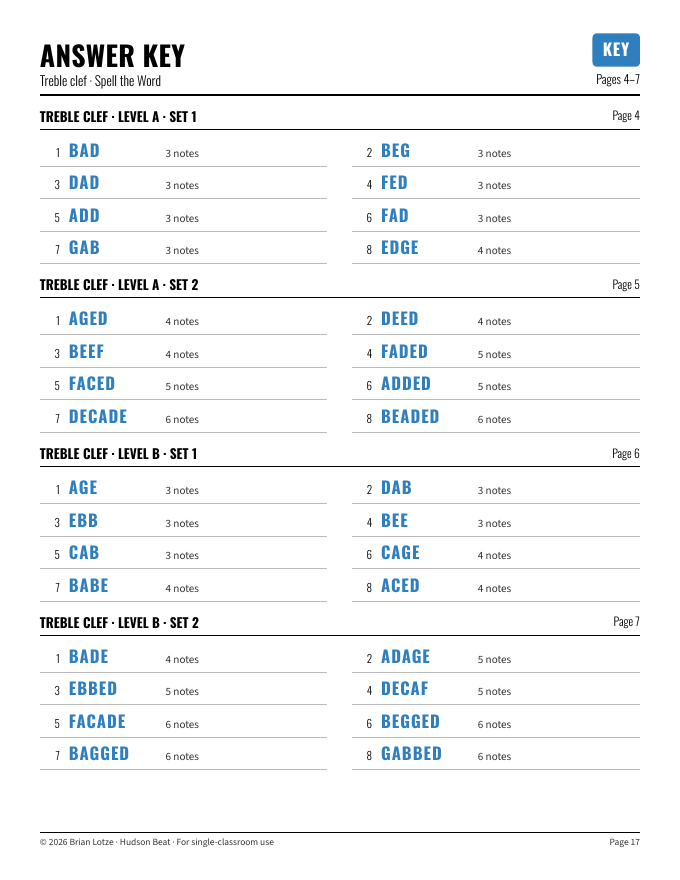 ANSWER KEY
KEY
Treble clef · Spell the Word
Pages 4–7
TREBLE CLEF · LEVEL A · SET 1 Page 4
1 BAD 3 notes 2 BEG 3 notes
3 DAD 3 notes 4 FED 3 notes
5 ADD 3 notes 6 FAD 3 notes
7 GAB 3 notes 8 EDGE 4 notes
TREBLE CLEF · LEVEL A · SET 2 Page 5
1 AGED 4 notes 2 DEED 4 notes
3 BEEF 4 notes 4 FADED 5 notes
5 FACED 5 notes 6 ADDED 5 notes
7 DECADE 6 notes 8 BEADED 6 notes
TREBLE CLEF · LEVEL B · SET 1 Page 6
1 AGE 3 notes 2 DAB 3 notes
3 EBB 3 notes 4 BEE 3 notes
5 CAB 3 notes 6 CAGE 4 notes
7 BABE 4 notes 8 ACED 4 notes
TREBLE CLEF · LEVEL B · SET 2 Page 7
1 BADE 4 notes 2 ADAGE 5 notes
3 EBBED 5 notes 4 DECAF 5 notes
5 FACADE 6 notes 6 BEGGED 6 notes
7 BAGGED 6 notes 8 GABBED 6 notes
© 2026 Brian Lotze · Hudson Beat · For single-classroom use Page 17